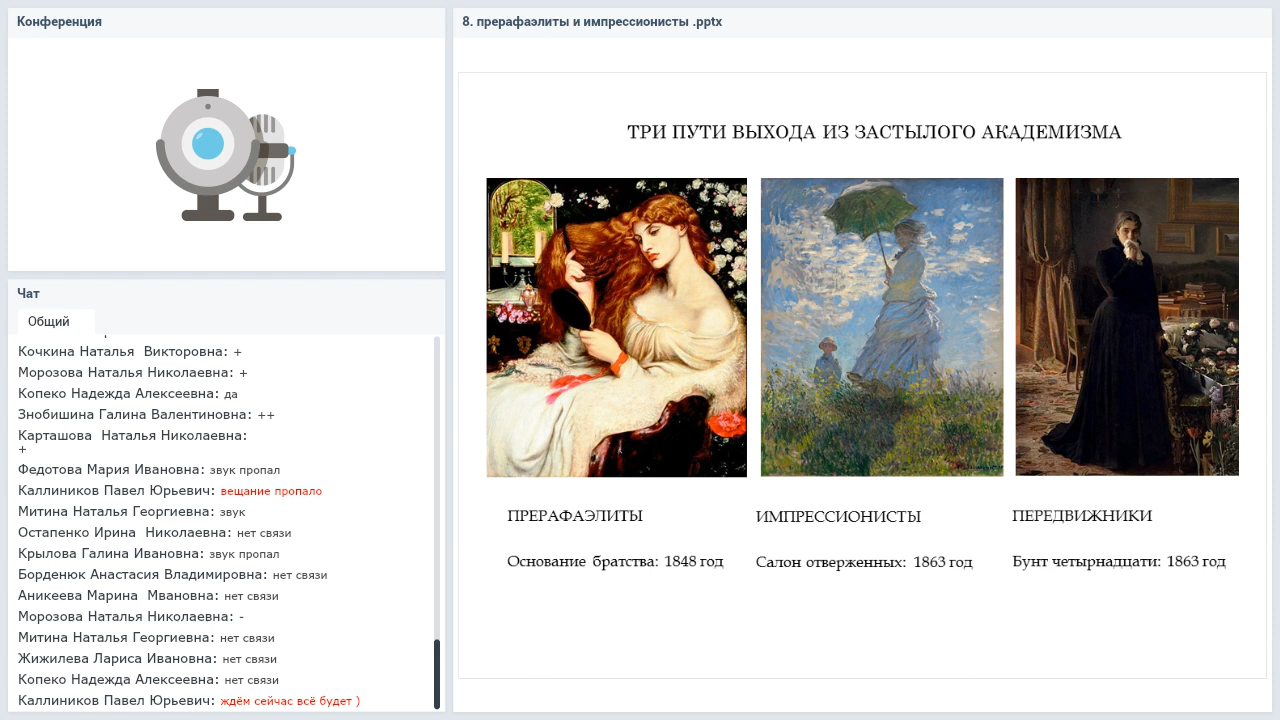 Конференция
Чат
Общий
Кочкина Наталья  Викторовна: +
Морозова Наталья Николаевна: +
Копеко Надежда Алексеевна: да
Знобишина Галина Валентиновна: ++
Карташова  Наталья Николаевна:
+
Федотова Мария Ивановна: звук пропал
Каллиников Павел Юрьевич: вещание пропало
Митина Наталья Георгиевна: звук
Остапенко Ирина  Николаевна: нет связи
Крылова Галина Ивановна: звук пропал
Борденюк Анастасия Владимировна: нет связи
Аникеева Марина  Мвановна: нет связи
Морозова Наталья Николаевна: -
Митина Наталья Георгиевна: нет связи
Жижилева Лариса Ивановна: нет связи
Копеко Надежда Алексеевна: нет связи
Каллиников Павел Юрьевич: ждём сейчас всё будет )
8. прерафаэлиты и импрессионисты .pptx
ТРИ ПУТИ ВЫХОДА ИЗ ЗАСТЫЛОГО АКАДЕМИЗМА
ПРЕРАФАЭЛИТЫ
Основание братства: 1848 год
ИМПРЕССИОНИСТЫ
Салон отверженных: 1863 год
ПЕРЕДВИЖНИКИ
Бунт четырнадцати: 1863 год